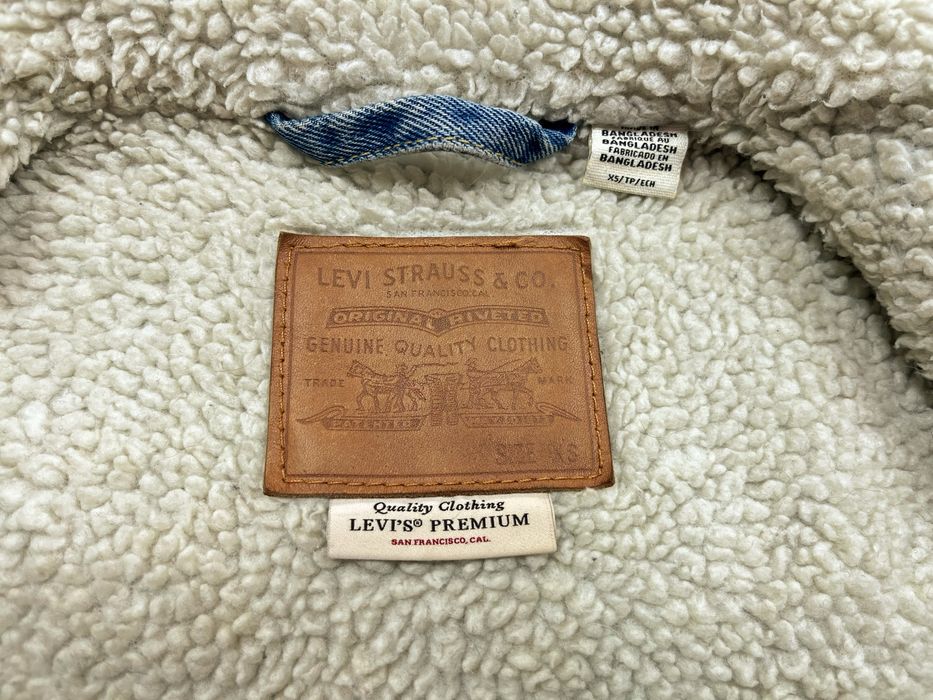 BANGLADESH
FABRIQUÉ AU
BANGLADESH
FABRICADO EN
BANGLADESH
XS/TP/ECH
LEVI STRAUSS & CO.
SAN FRANCISCO, CAL.
ORIGINAL RIVETED
GENUINE QUALITY CLOTHING
TRADE MARK
PATENTED
SIZE XS
Quality Clothing
LEVI'S® PREMIUM
SAN FRANCISCO, CAL.